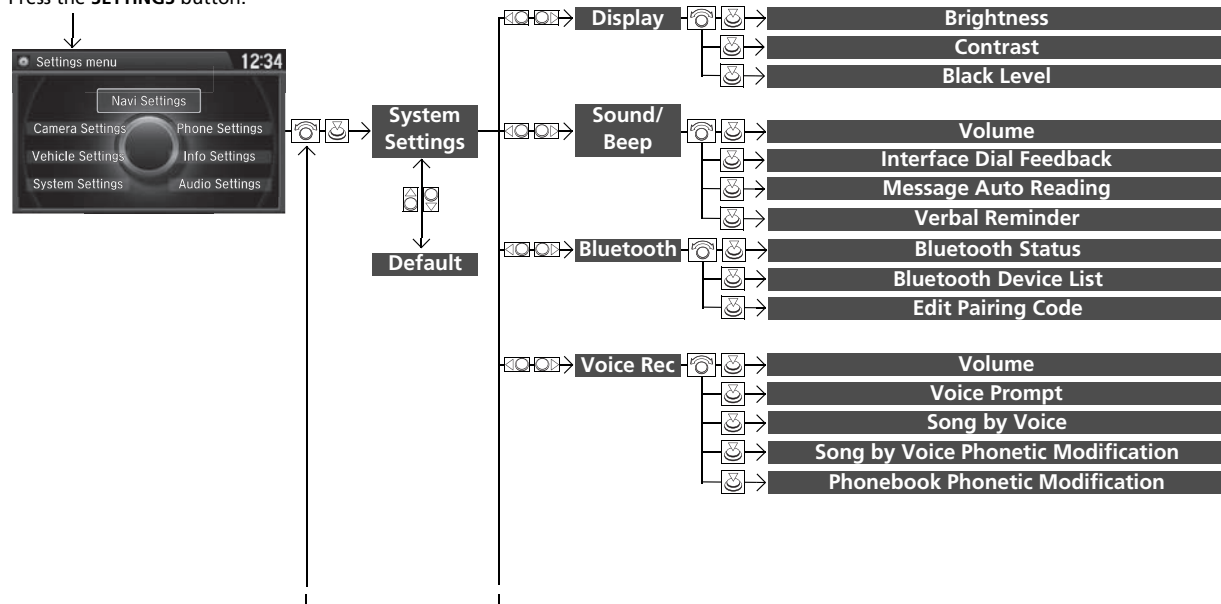 Press the SETTINGS button.
Settings menu
12:34
Navi Settings
Camera Settings
Phone Settings
Vehicle Settings
Info Settings
System Settings
Audio Settings
System
Settings
Default
Display
Brightness
Contrast
Black Level
Sound/
Beep
Volume
Interface Dial Feedback
Message Auto Reading
Verbal Reminder
Bluetooth
Bluetooth Status
Bluetooth Device List
Edit Pairing Code
Voice Rec
Volume
Voice Prompt
Song by Voice
Song by Voice Phonetic Modification
Phonebook Phonetic Modification